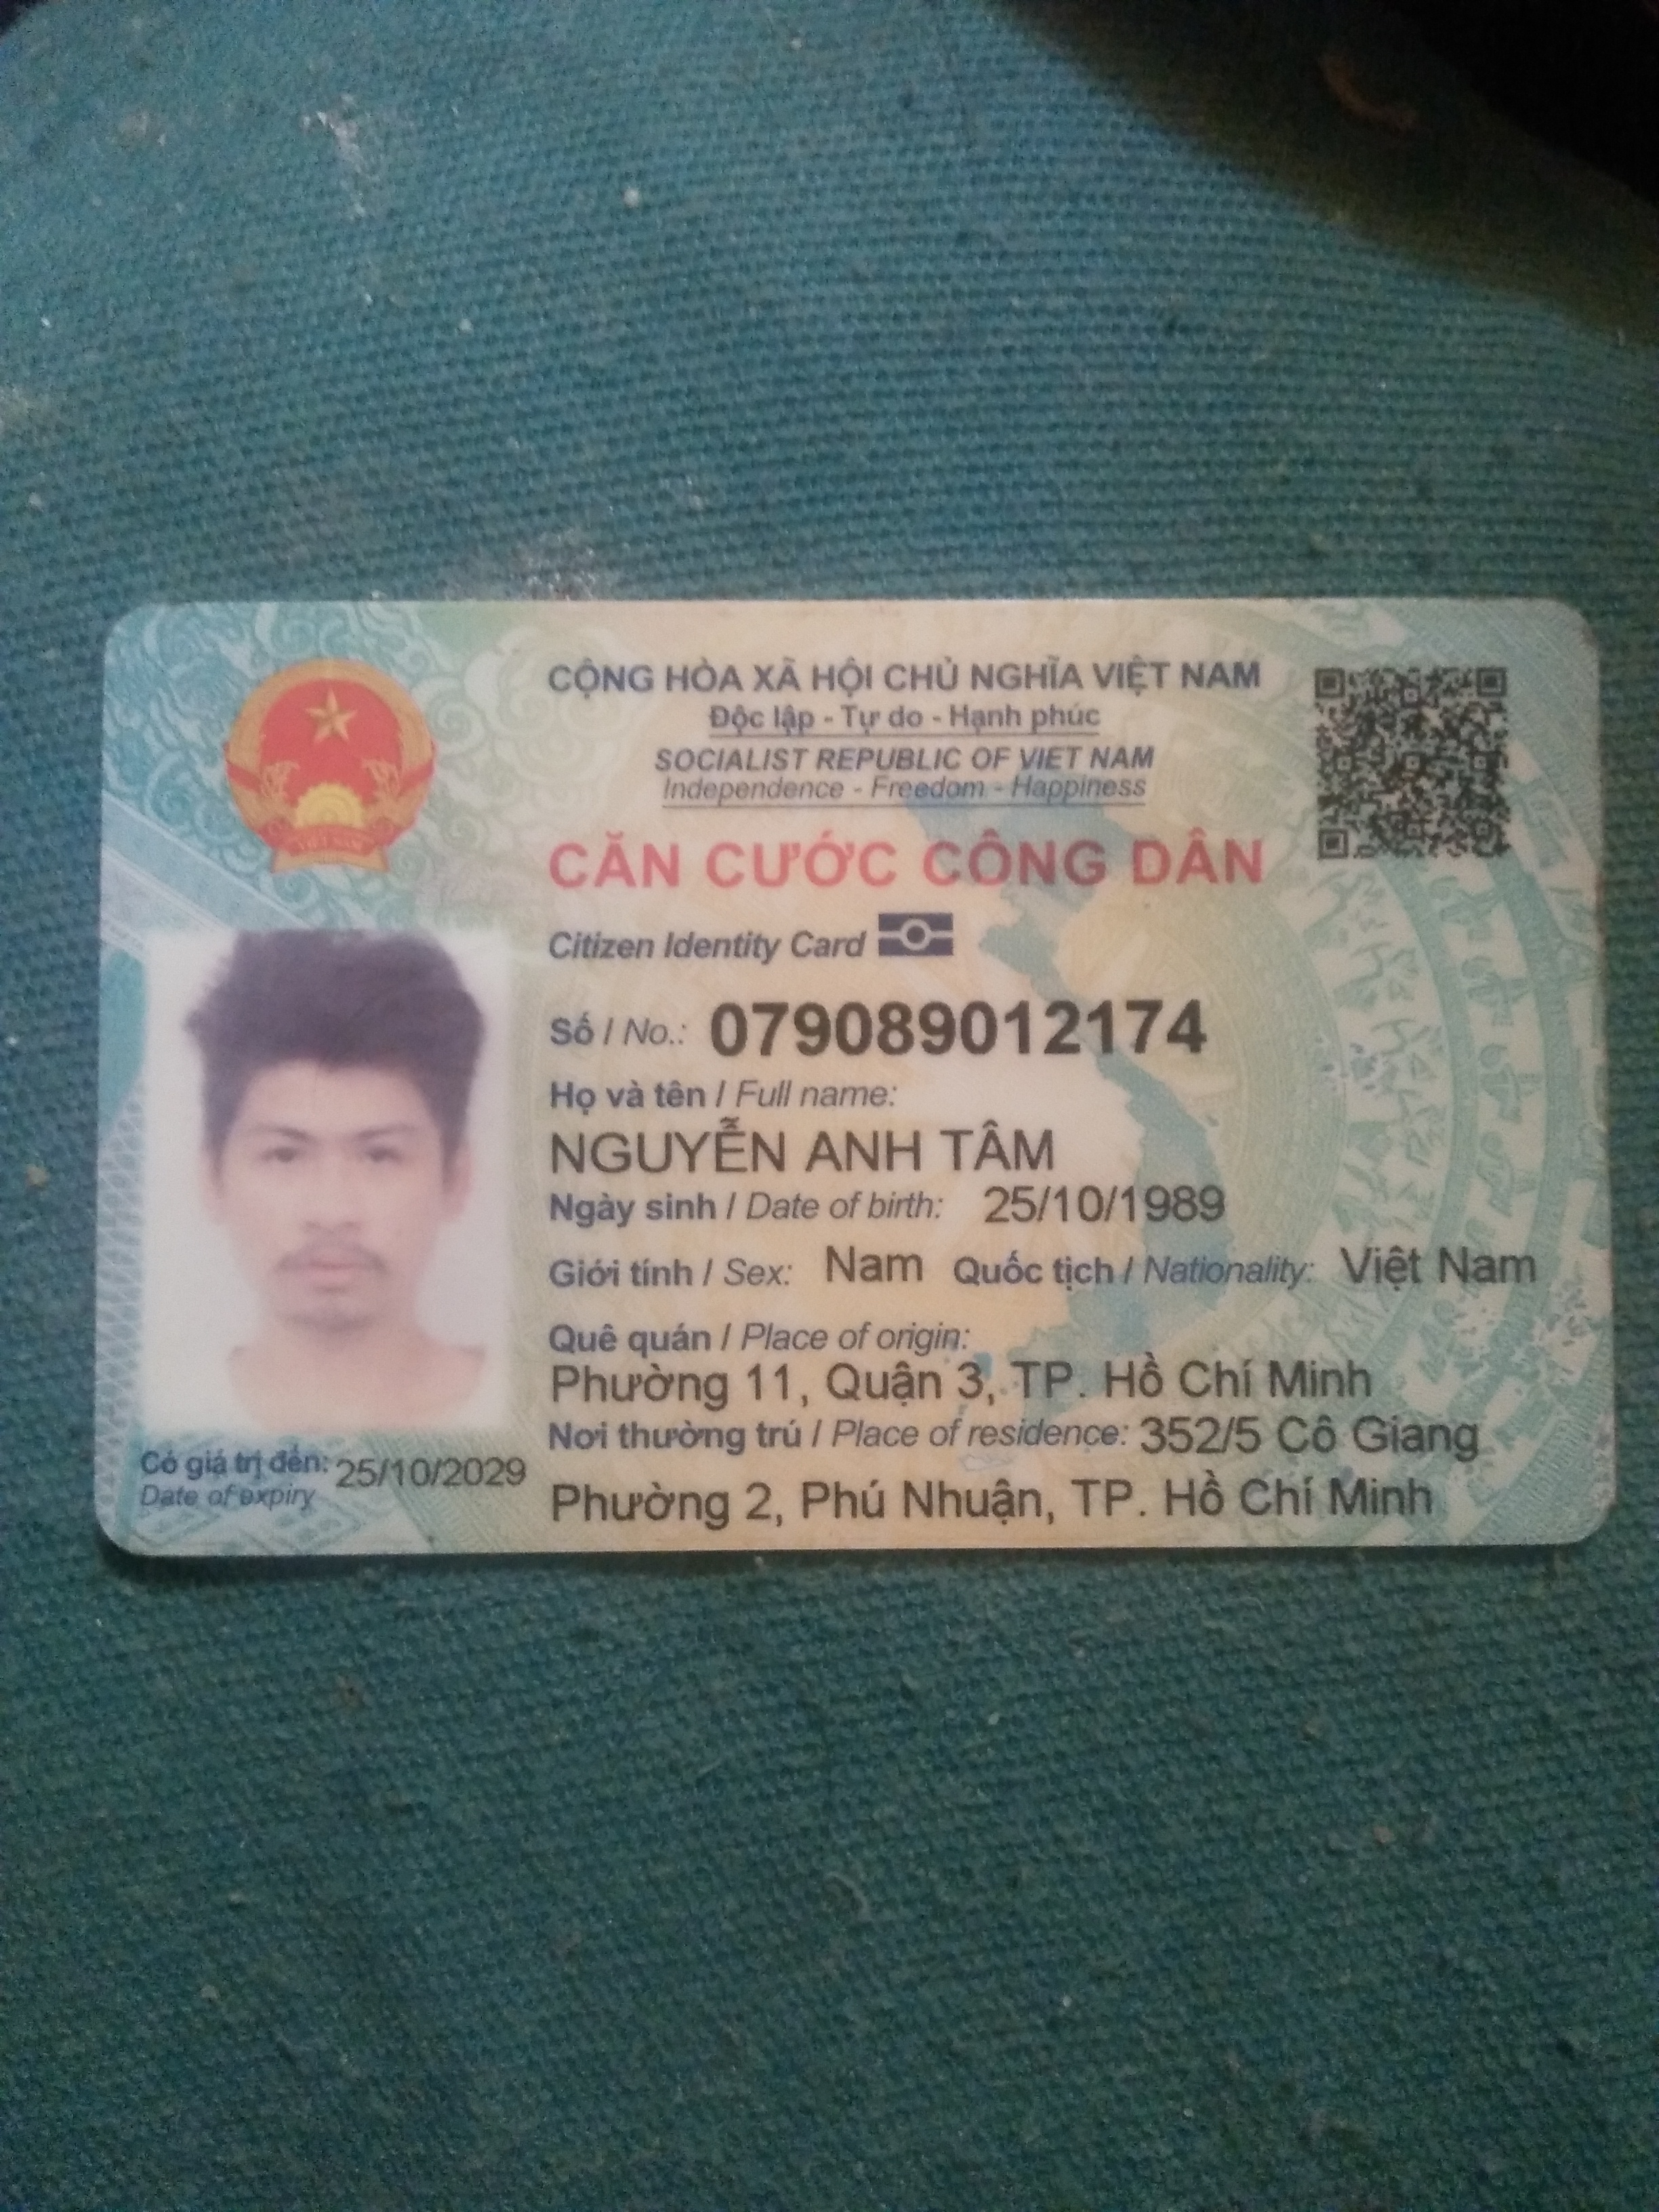 CỘNG HÒA XÃ HỘI CHỦ NGHĨA VIỆT NAM
Độc lập - Tự do - Hạnh phúc
SOCIALIST REPUBLIC OF VIET NAM
Independence - Freedom - Happiness
CĂN CƯỚC CÔNG DÂN
Citizen Identity Card
Số / No.: 079089012174
Họ và tên / Full name:
NGUYỄN ANH TÂM
Ngày sinh / Date of birth: 25/10/1989
Giới tính / Sex: Nam Quốc tịch / Nationality: Việt Nam
Quê quán / Place of origin:
Phường 11, Quận 3, TP. Hồ Chí Minh
Nơi thường trú / Place of residence: 352/5 Cô Giang
Phường 2, Phú Nhuận, TP. Hồ Chí Minh
Có giá trị đến: 25/10/2029
Date of expiry
VIỆT NAM